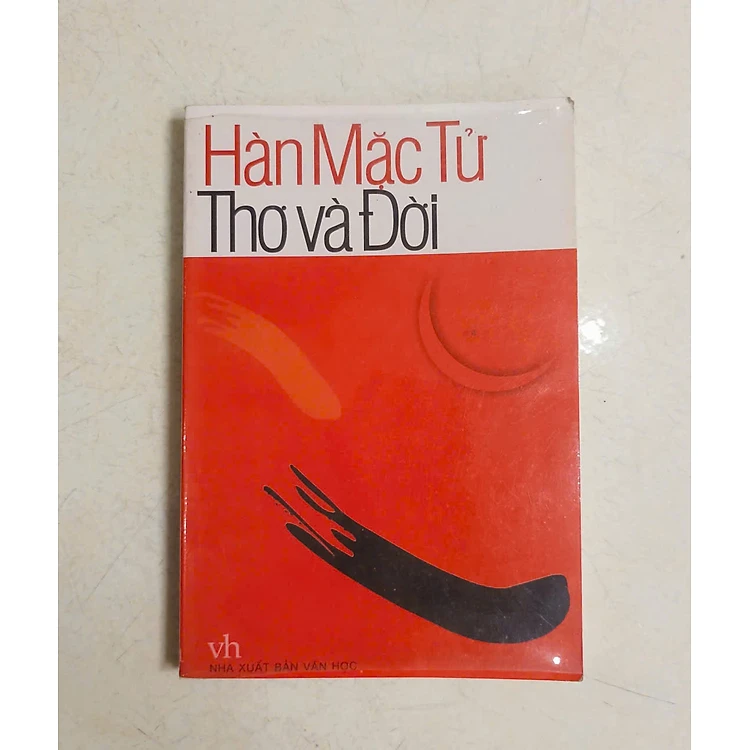 Hàn Mặc Tử
Thơ và Đời
vh
NHÀ XUẤT BẢN VĂN HỌC